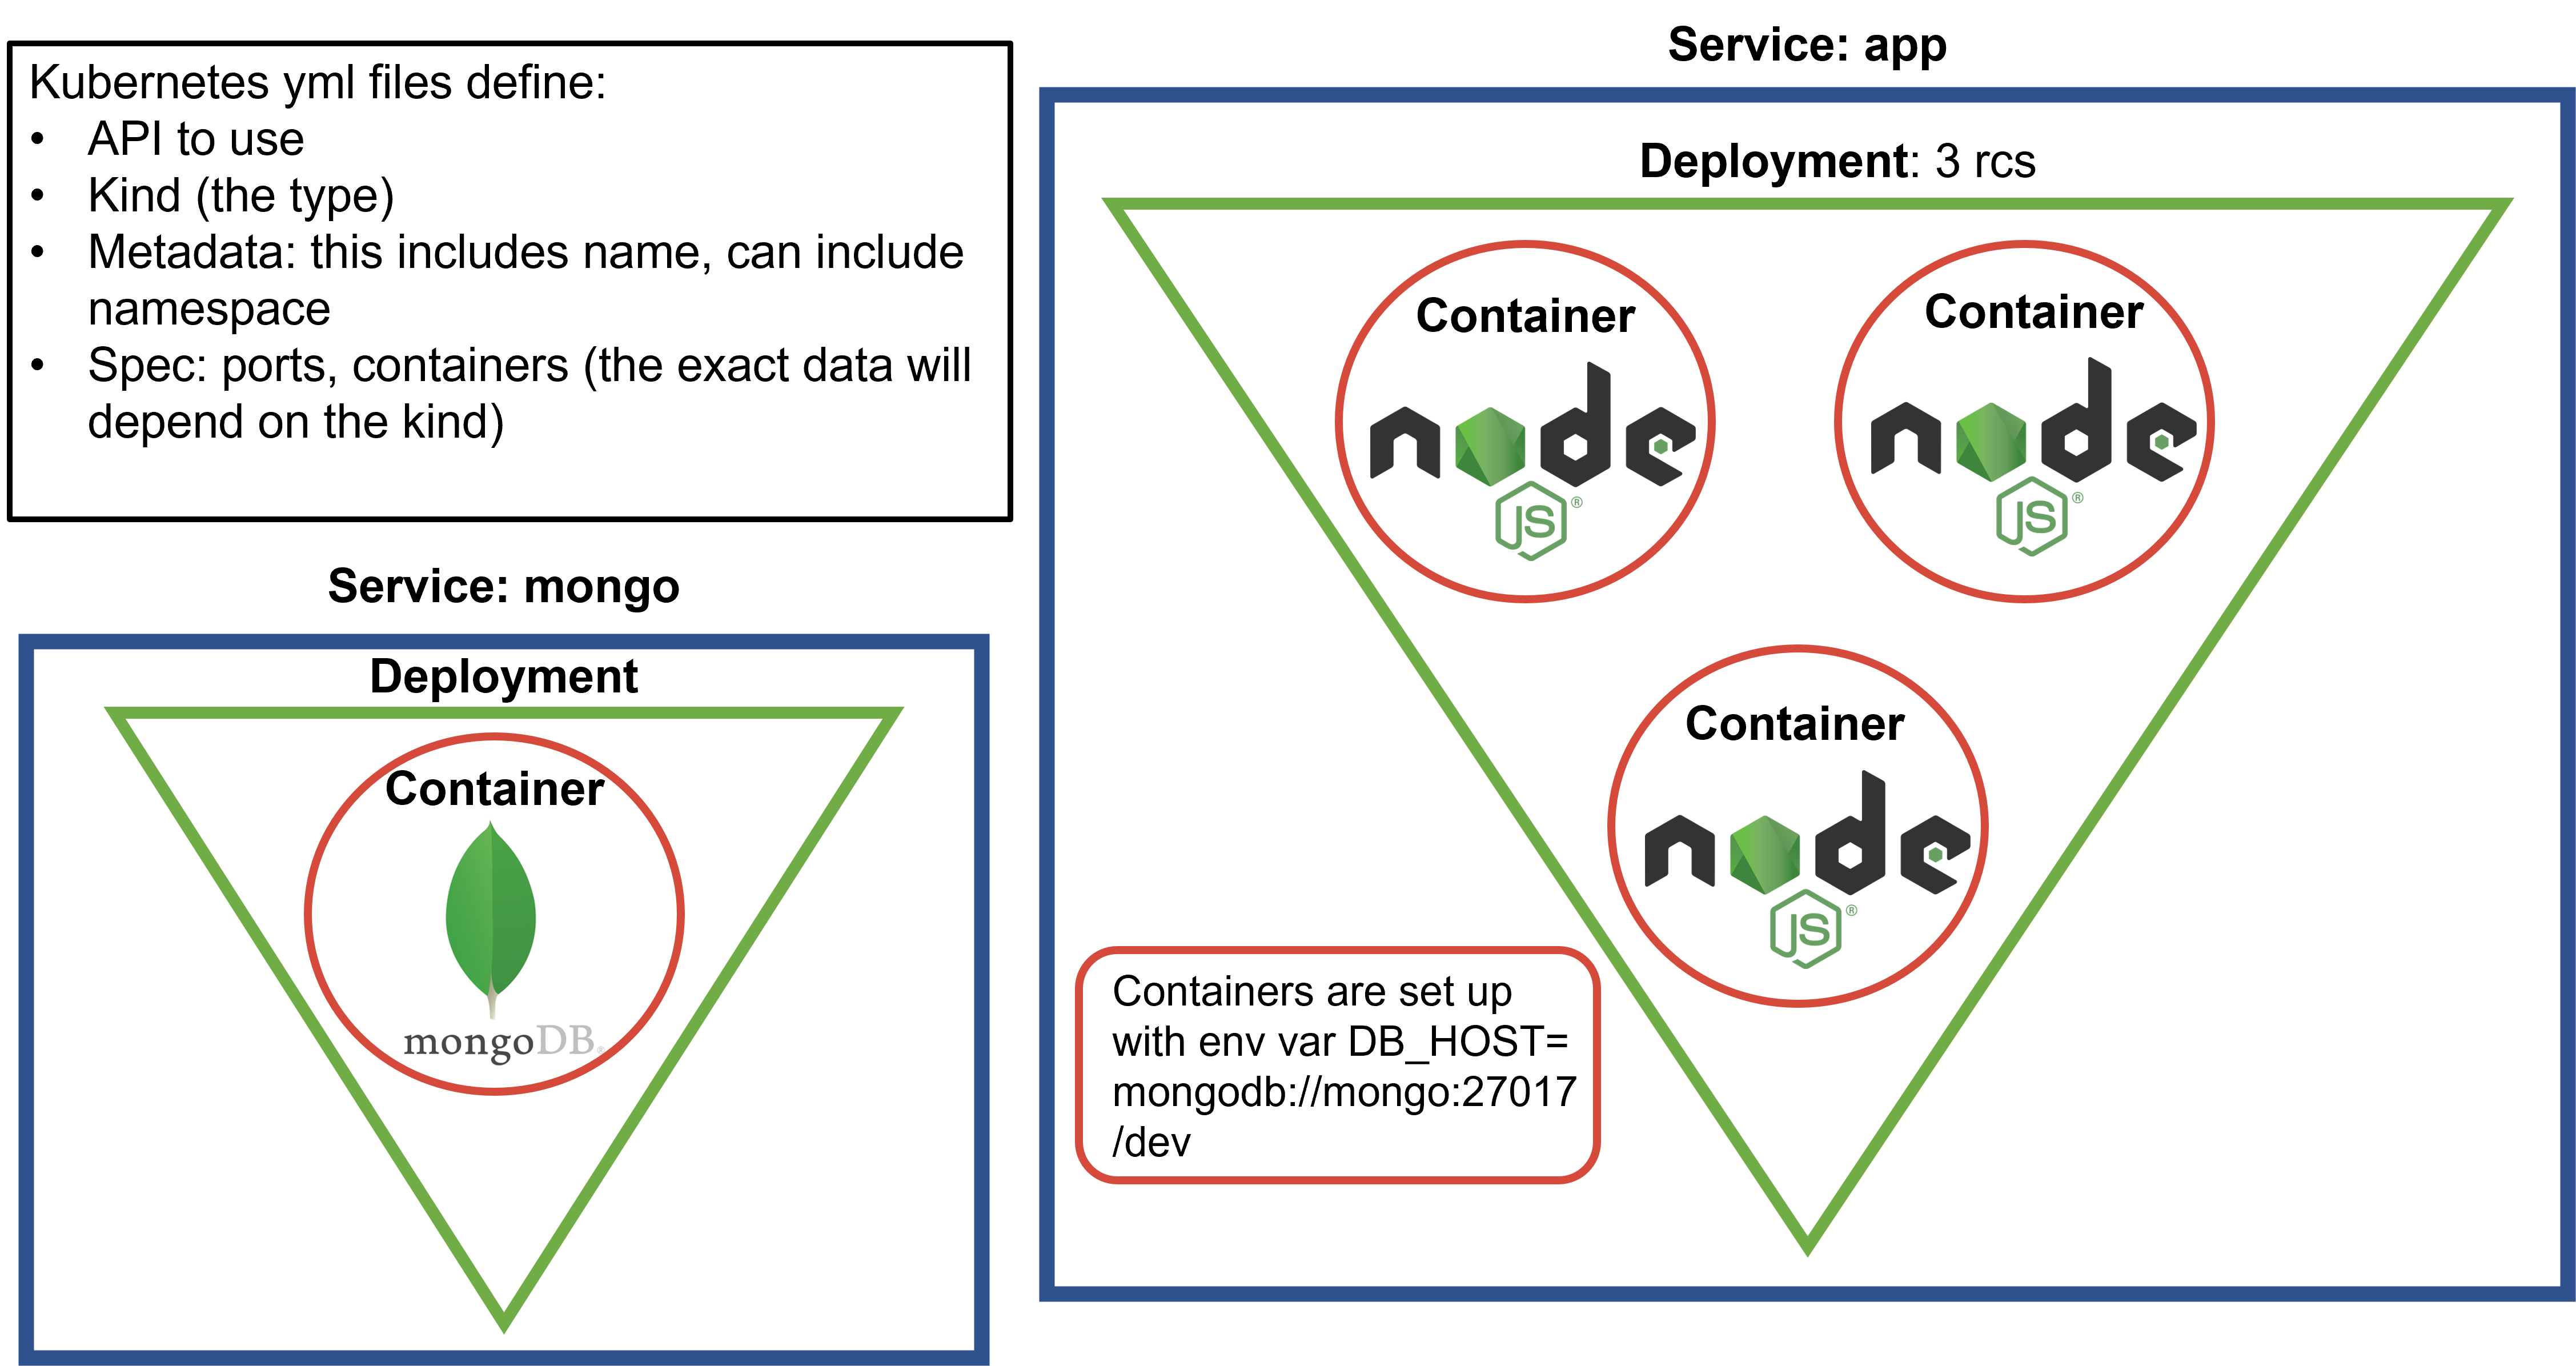 Kubernetes yml files define:
• API to use
• Kind (the type)
• Metadata: this includes name, can include
namespace
• Spec: ports, containers (the exact data will
depend on the kind)
Service: mongo
Deployment
Container
mongoDB®
Service: app
Deployment: 3 rcs
Container
node
JS®
Container
node
JS®
Container
node
JS®
Containers are set up
with env var DB_HOST=
mongodb://mongo:27017
/dev